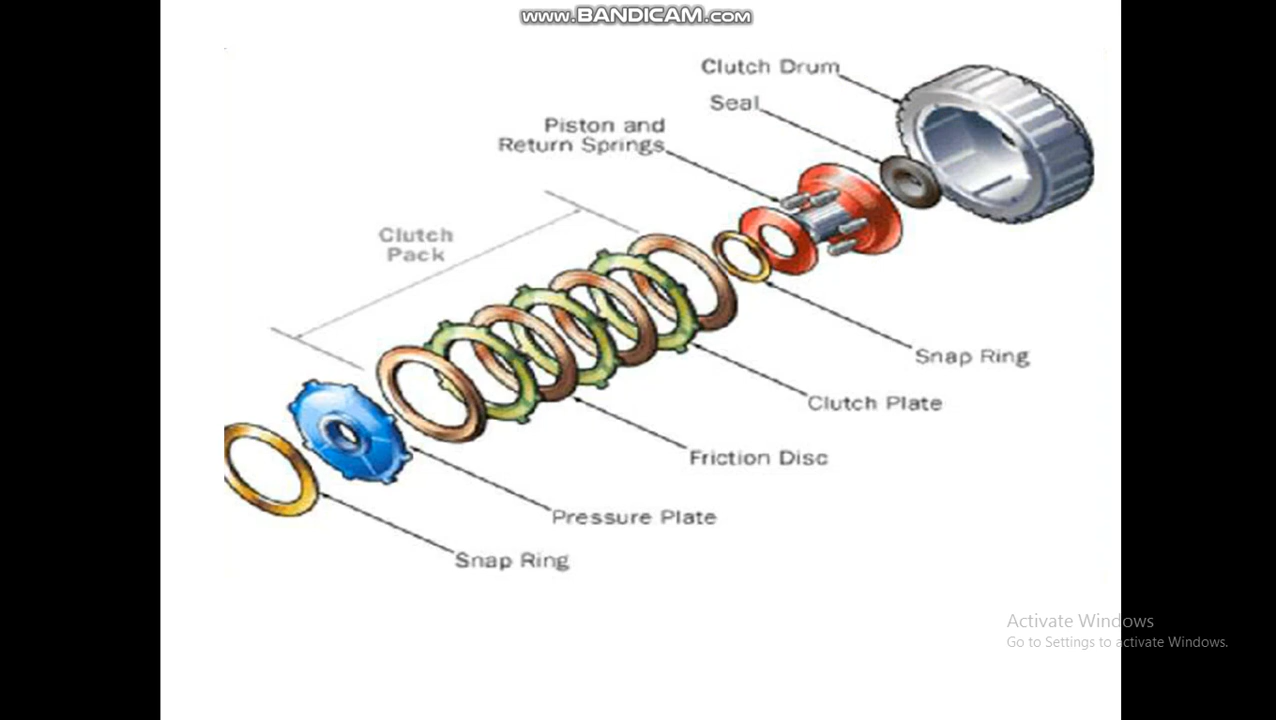 www.BANDICAM.com
Clutch Drum
Seal
Piston and
Return Springs
Clutch
Pack
Snap Ring
Clutch Plate
Friction Disc
Pressure Plate
Snap Ring
Activate Windows
Go to Settings to activate Windows.